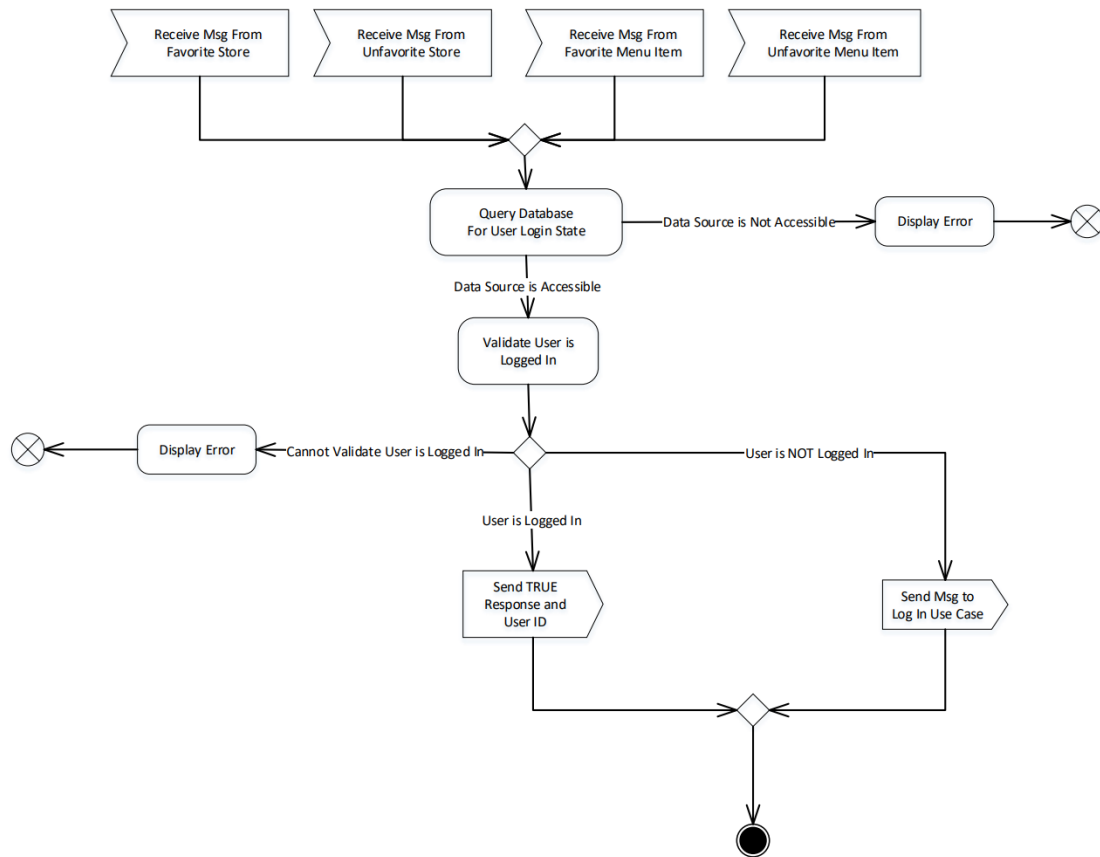 Receive Msg From
Favorite Store
Receive Msg From
Unfavorite Store
Receive Msg From
Favorite Menu Item
Receive Msg From
Unfavorite Menu Item
Query Database
For User Login State
Data Source is Not Accessible
Display Error
Data Source is Accessible
Validate User is
Logged In
Display Error
Cannot Validate User is Logged In
User is NOT Logged In
User is Logged In
Send TRUE
Response and
User ID
Send Msg to
Log In Use Case